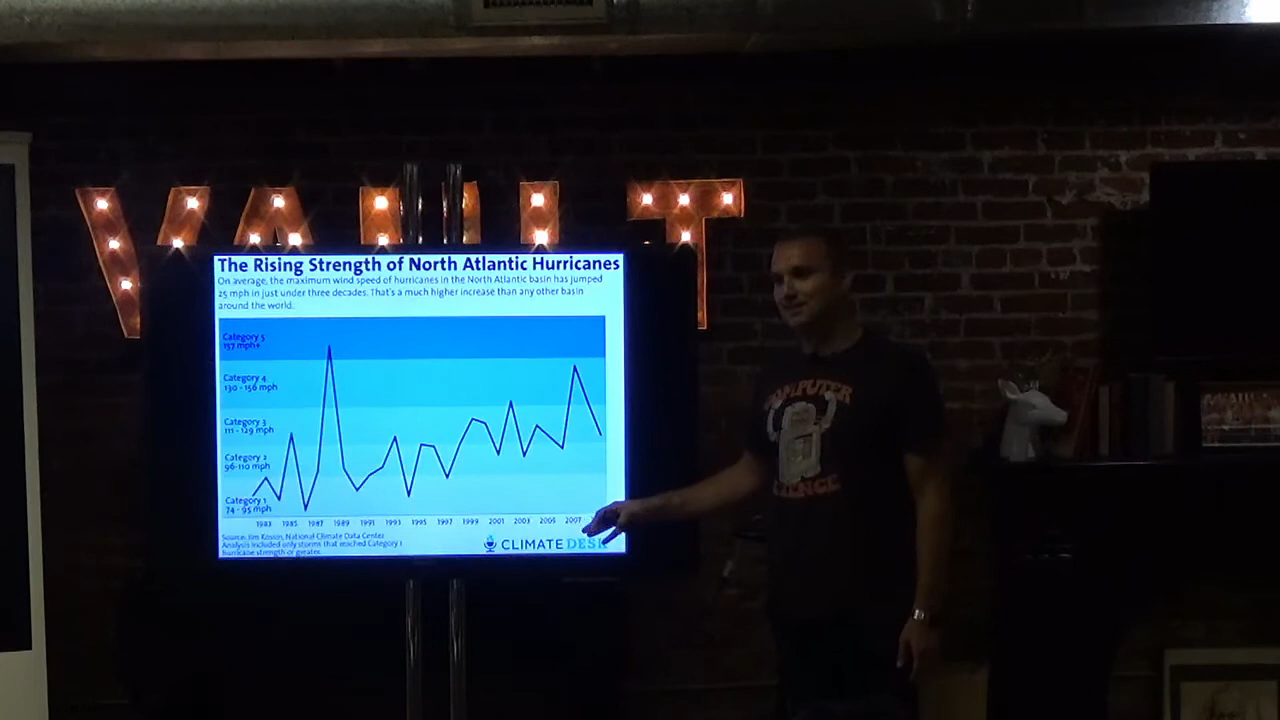 VAULT
The Rising Strength of North Atlantic Hurricanes
On average, the maximum wind speed of hurricanes in the North Atlantic basin has jumped
25 mph in just under three decades. That's a much higher increase than any other basin
around the world.
Category 5
157 mph+
Category 4
130 - 156 mph
Category 3
111 - 129 mph
Category 2
96-110 mph
Category 1
74 - 95 mph
1983 1985 1987 1989 1991 1993 1995 1997 1999 2001 2003 2005 2007
Source: Jim Kossin, National Climate Data Center
Analysis included only storms that reached Category 1
hurricane strength or greater.
CLIMATE DESK
COMPUTER